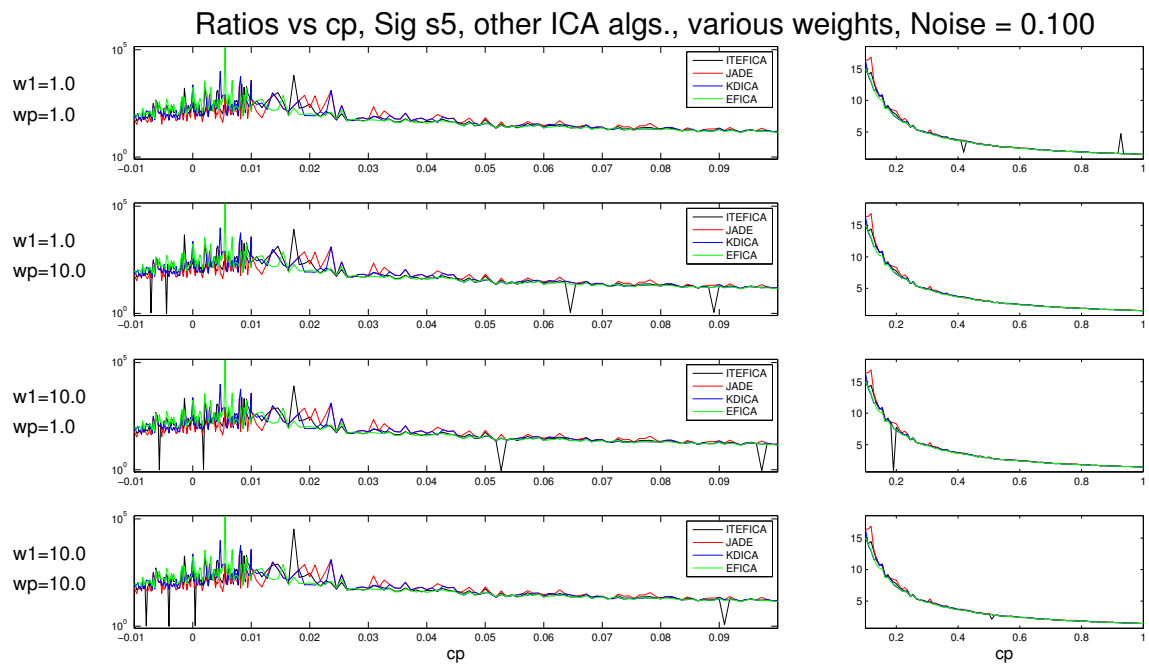 Ratios vs cp, Sig s5, other ICA algs., various weights, Noise = 0.100
w1=1.0
wp=1.0
10^5
10^0
−0.01 0 0.01 0.02 0.03 0.04 0.05 0.06 0.07 0.08 0.09
ITEFICA
JADE
KDICA
EFICA
15
10
5
0.2 0.4 0.6 0.8 1
w1=1.0
wp=10.0
10^5
10^0
−0.01 0 0.01 0.02 0.03 0.04 0.05 0.06 0.07 0.08 0.09
ITEFICA
JADE
KDICA
EFICA
15
10
5
0.2 0.4 0.6 0.8 1
w1=10.0
wp=1.0
10^5
10^0
−0.01 0 0.01 0.02 0.03 0.04 0.05 0.06 0.07 0.08 0.09
ITEFICA
JADE
KDICA
EFICA
15
10
5
0.2 0.4 0.6 0.8 1
w1=10.0
wp=10.0
10^5
10^0
−0.01 0 0.01 0.02 0.03 0.04 0.05 0.06 0.07 0.08 0.09
cp
ITEFICA
JADE
KDICA
EFICA
15
10
5
0.2 0.4 0.6 0.8 1
cp